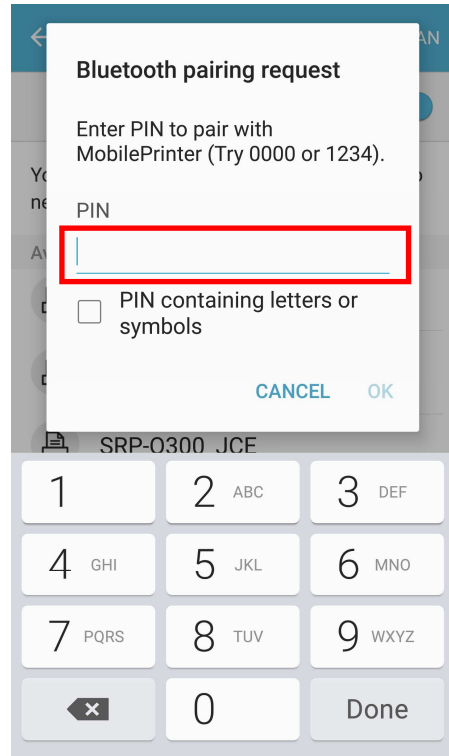 AN
Bluetooth pairing request
Enter PIN to pair with
MobilePrinter (Try 0000 or 1234).
PIN
PIN containing letters or
symbols
CANCEL OK
SRP-Q300_JCE
1 2 ABC 3 DEF
4 GHI 5 JKL 6 MNO
7 PQRS 8 TUV 9 WXYZ
0 Done